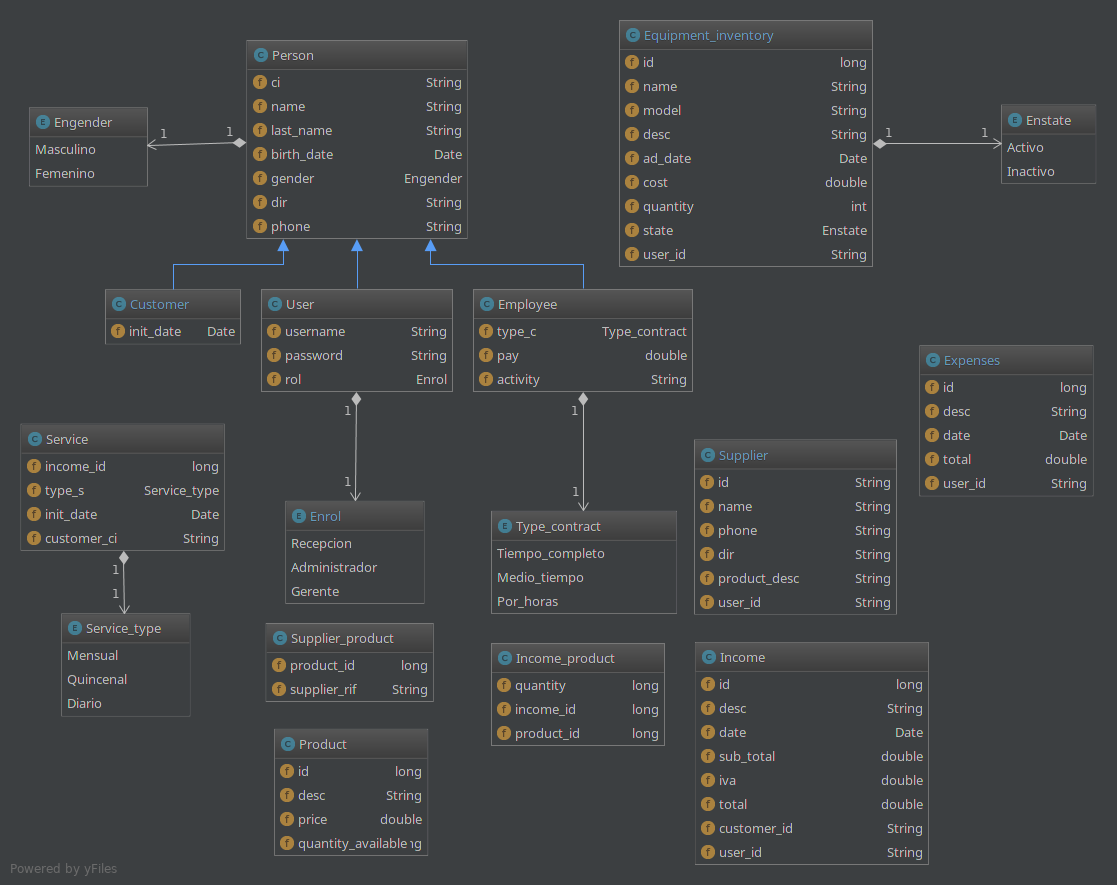 Person
ci String
name String
last_name String
birth_date Date
gender Engender
dir String
phone String
Equipment_inventory
id long
name String
model String
desc String
ad_date Date
cost double
quantity int
state Enstate
user_id String
Engender
Masculino
Femenino
1 1
Enstate
Activo
Inactivo
1 1
Customer
init_date Date
User
username String
password String
rol Enrol
Employee
type_c Type_contract
pay double
activity String
Expenses
id long
desc String
date Date
total double
user_id String
1
1
1
1
Service
income_id long
type_s Service_type
init_date Date
customer_ci String
1
1
Supplier
id String
name String
phone String
dir String
product_desc String
user_id String
Enrol
Recepcion
Administrador
Gerente
Type_contract
Tiempo_completo
Medio_tiempo
Por_horas
Service_type
Mensual
Quincenal
Diario
Supplier_product
product_id long
supplier_rif String
Income_product
quantity long
income_id long
product_id long
Income
id long
desc String
date Date
sub_total double
iva double
total double
customer_id String
user_id String
Product
id long
desc String
price double
quantity_available
Powered by yFiles